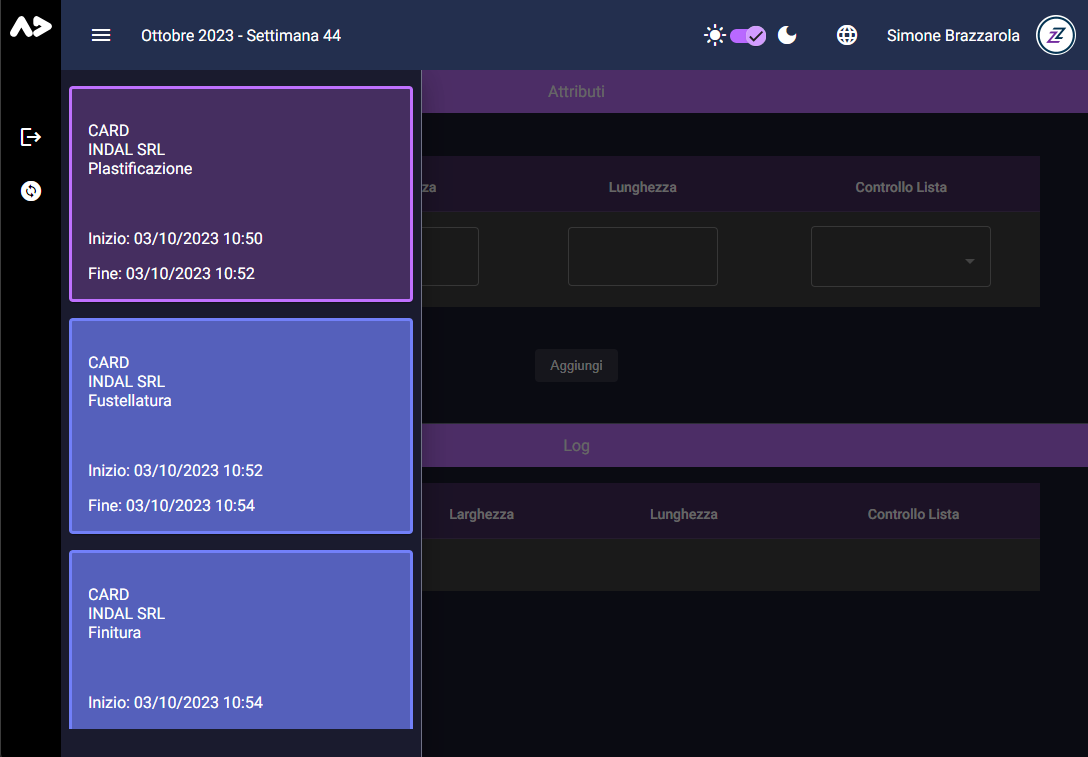 Ottobre 2023 - Settimana 44
Simone Brazzarola
CARD
INDAL SRL
Plastificazione
Inizio: 03/10/2023 10:50
Fine: 03/10/2023 10:52
CARD
INDAL SRL
Fustellatura
Inizio: 03/10/2023 10:52
Fine: 03/10/2023 10:54
CARD
INDAL SRL
Finitura
Inizio: 03/10/2023 10:54
Attributi
za
Lunghezza
Controllo Lista
Aggiungi
Log
Larghezza
Lunghezza
Controllo Lista